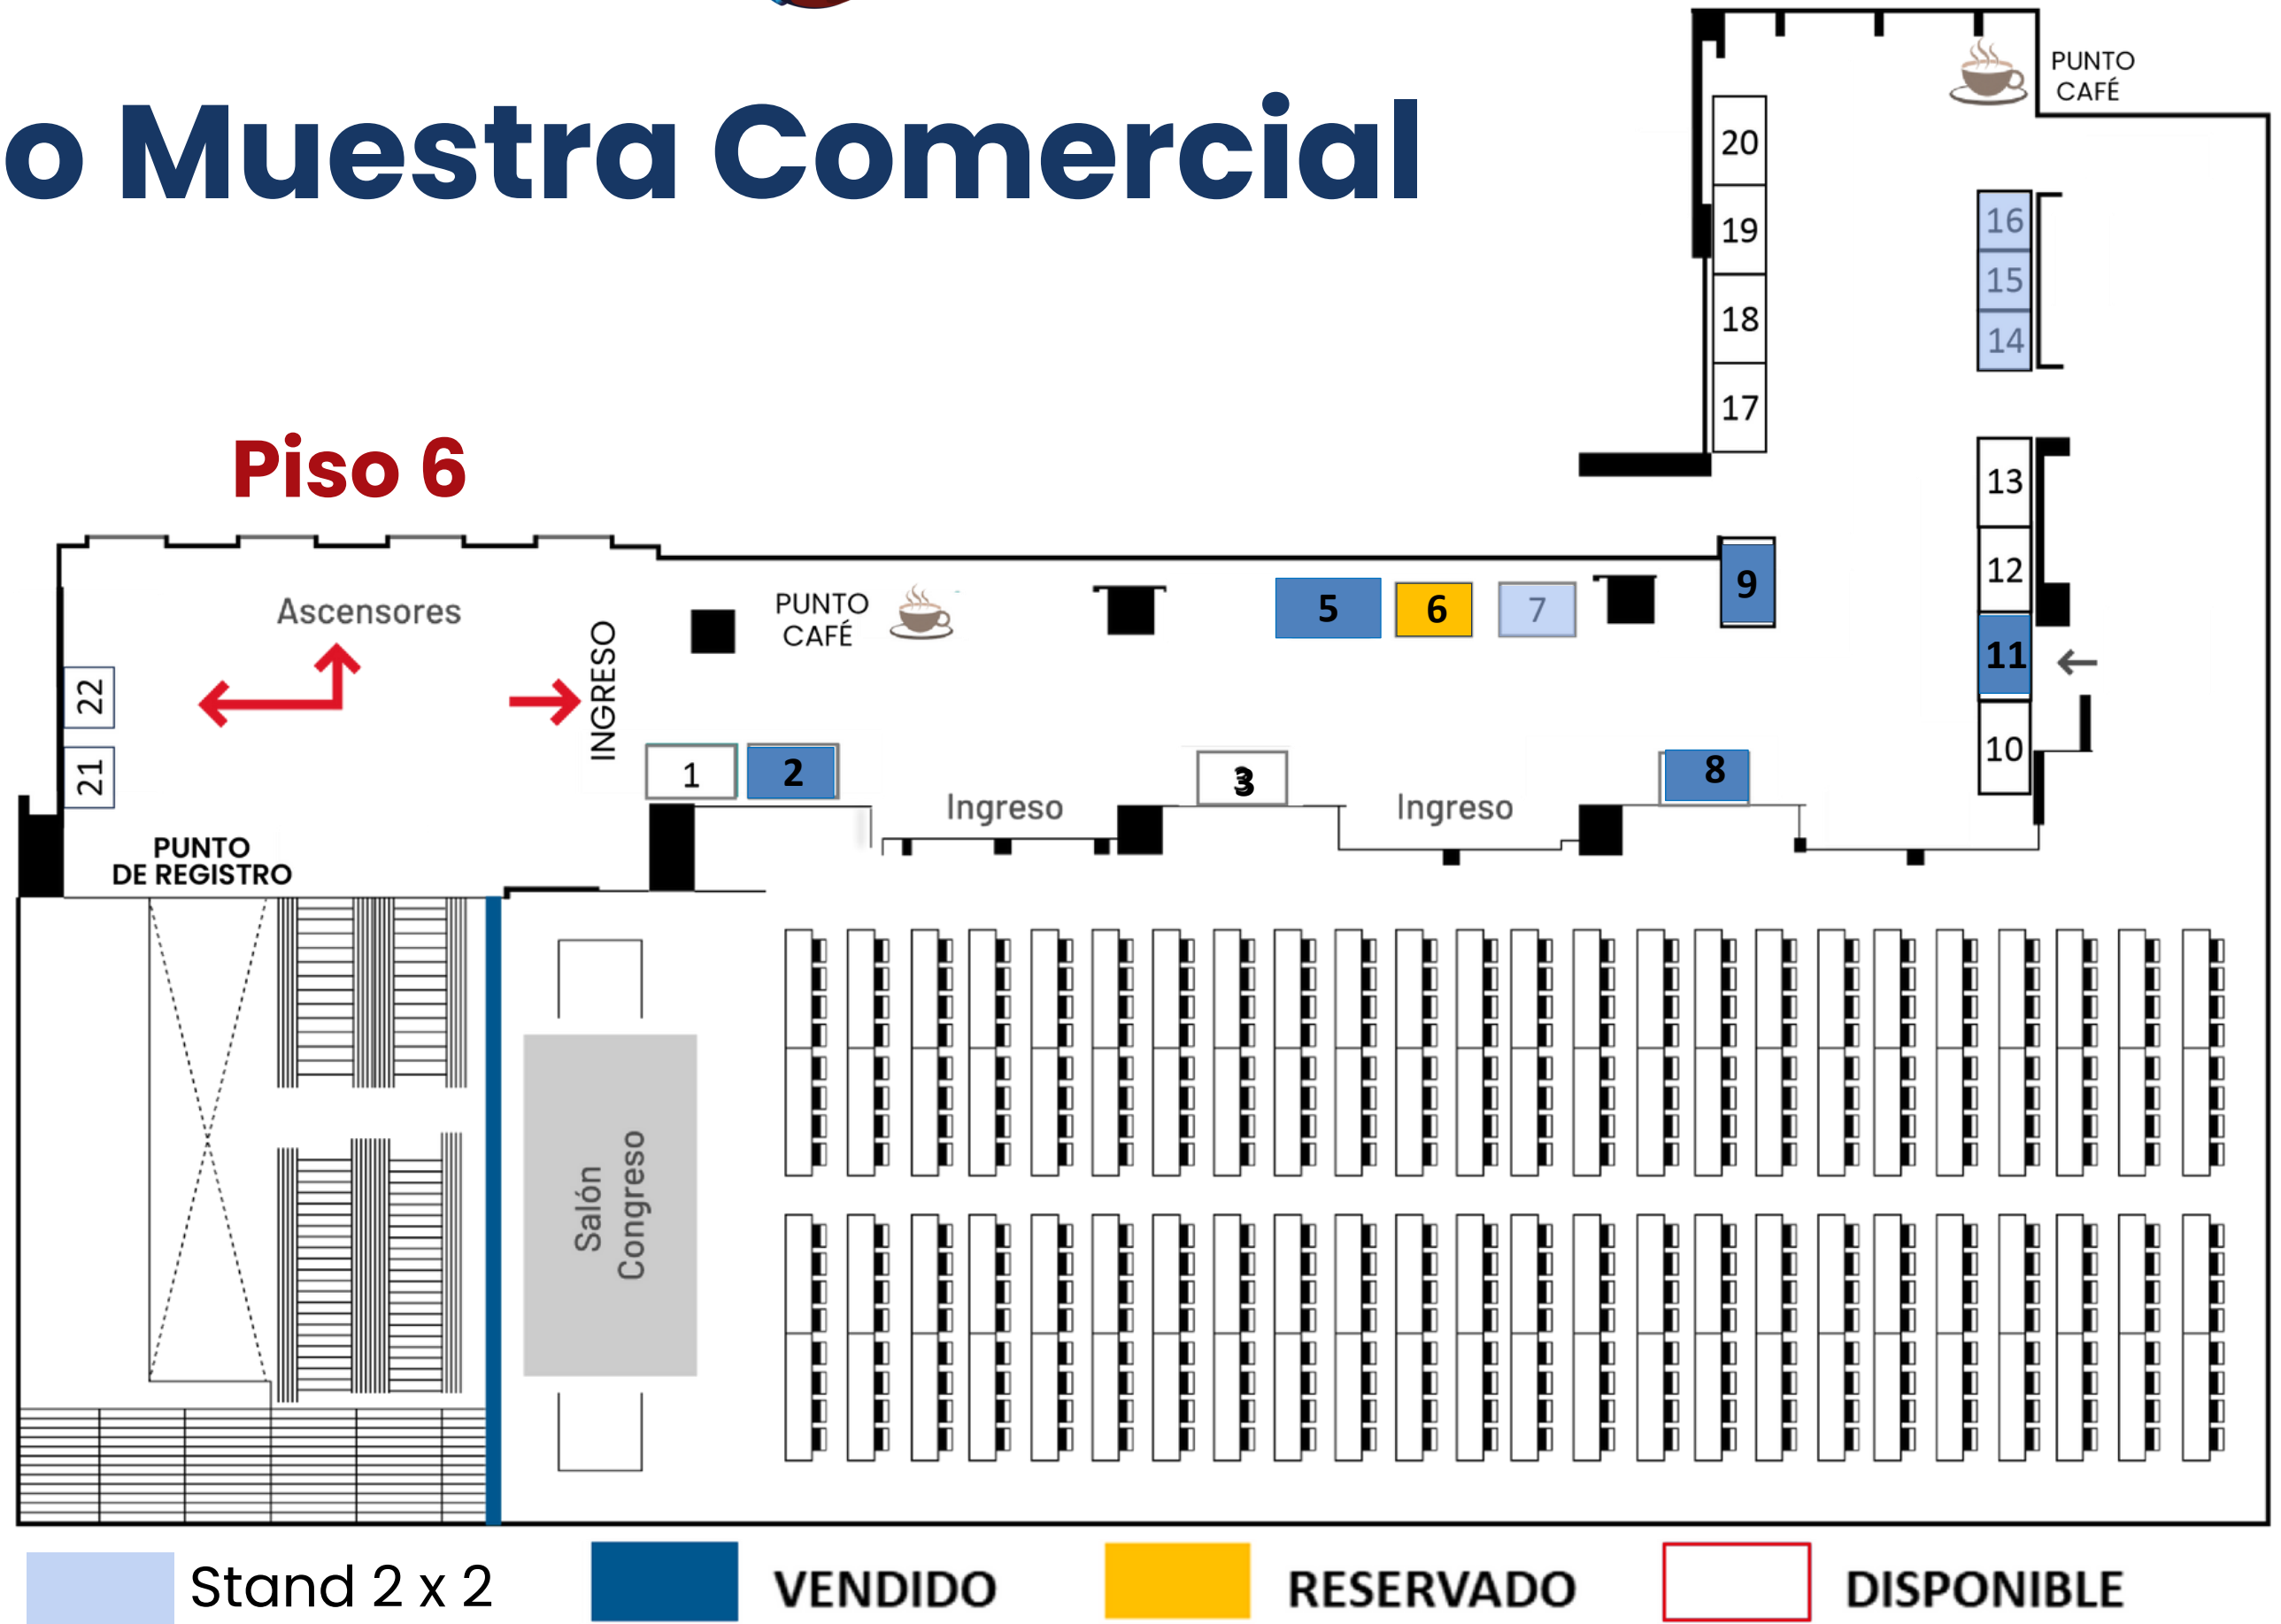 o Muestra Comercial
PUNTO
CAFÉ
20
19
18
17
16
15
14
13
12
11
10
Piso 6
Ascensores
INGRESO
PUNTO
CAFÉ
5
6
7
9
22
21
1
2
3
8
Ingreso
Ingreso
PUNTO
DE REGISTRO
Salón
Congreso
Stand 2 x 2
VENDIDO
RESERVADO
DISPONIBLE